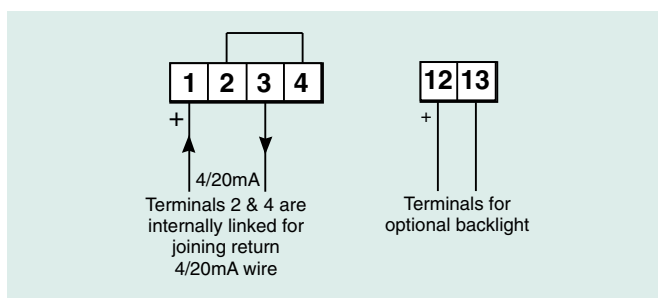 1 2 3 4
+
4/20mA
Terminals 2 & 4 are
internally linked for
joining return
4/20mA wire
12 13
+
Terminals for
optional backlight